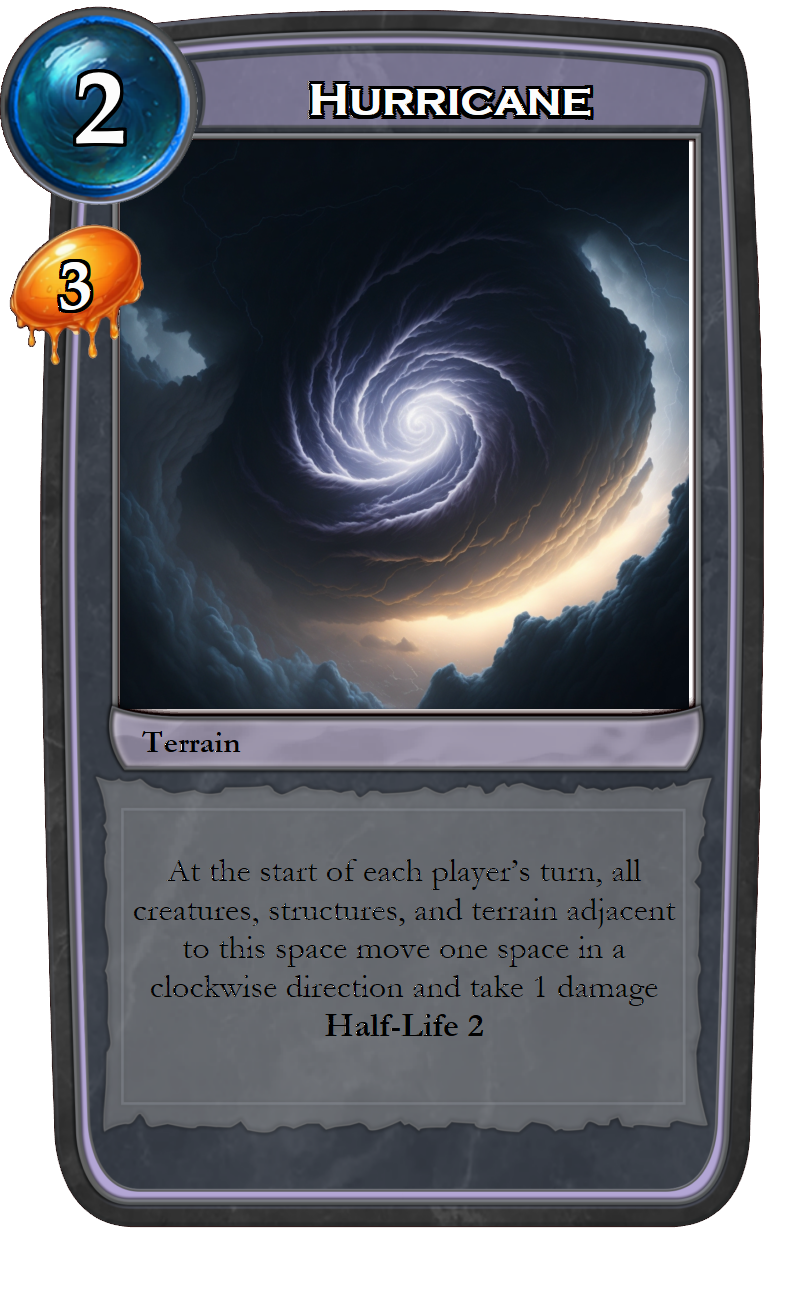 2
HURRICANE
3
Terrain
At the start of each player's turn, all
creatures, structures, and terrain adjacent
to this space move one space in a
clockwise direction and take 1 damage
Half-Life 2